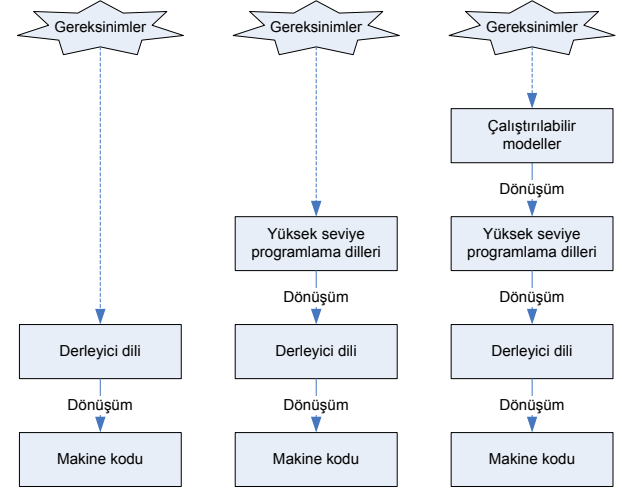 Gereksinimler
Derleyici dili
Dönüşüm
Makine kodu
Gereksinimler
Yüksek seviye
programlama dilleri
Dönüşüm
Derleyici dili
Dönüşüm
Makine kodu
Gereksinimler
Çalıştırılabilir
modeller
Dönüşüm
Yüksek seviye
programlama dilleri
Dönüşüm
Derleyici dili
Dönüşüm
Makine kodu